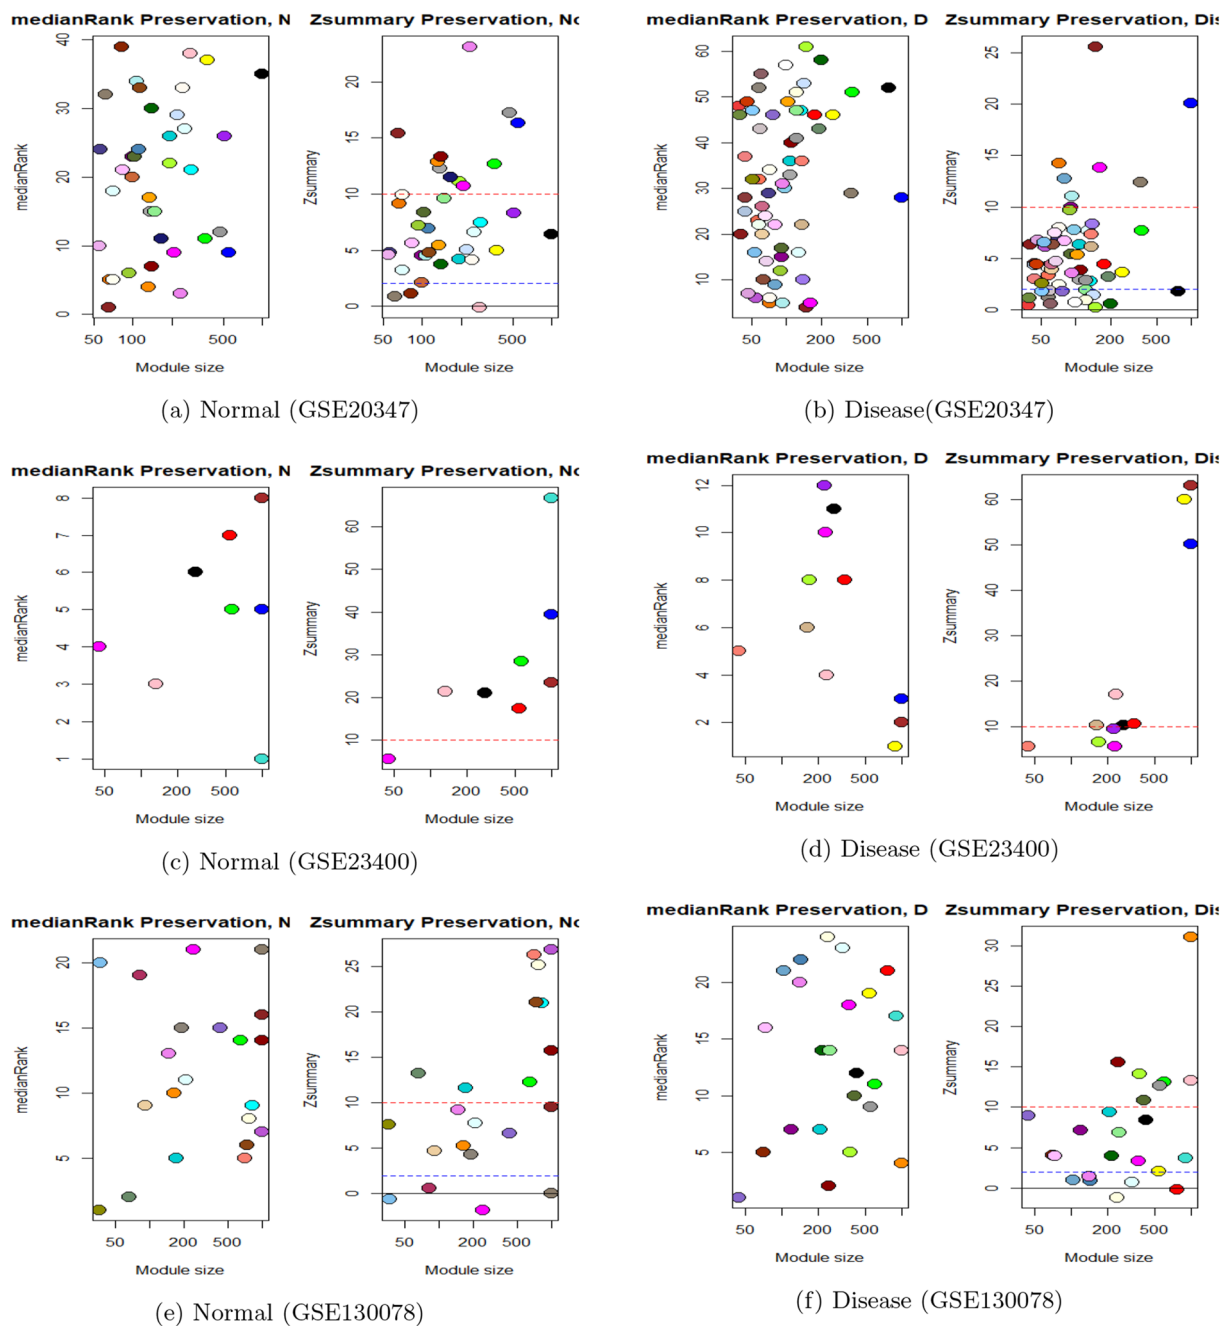 medianRank Preservation, N
Zsummary Preservation, No
medianRank Preservation, D
Zsummary Preservation, Dis
medianRank
0 10 20 30 40
50 100 500
Module size
Zsummary
0 5 10 15 20
50 100 500
Module size
medianRank
10 20 30 40 50 60
50 100 500
Module size
Zsummary
0 5 10 15 20 25
50 100 200 500
Module size
(a) Normal (GSE20347)
(b) Disease(GSE20347)
medianRank Preservation, N
Zsummary Preservation, No
medianRank Preservation, D
Zsummary Preservation, Dis
medianRank
1 2 3 4 5 6 7 8
50 200 500
Module size
Zsummary
10 20 30 40 50 60
50 200 500
Module size
medianRank
2 4 6 8 10 12
50 200 500
Module size
Zsummary
10 20 30 40 50 60
50 200 500
Module size
(c) Normal (GSE23400)
(d) Disease (GSE23400)
medianRank Preservation, N
Zsummary Preservation, No
medianRank Preservation, D
Zsummary Preservation, Dis
medianRank
5 10 15 20
50 200 500
Module size
Zsummary
0 5 10 15 20 25
50 200 500
Module size
medianRank
5 10 15 20
50 200 500
Module size
Zsummary
0 5 10 15 20 25 30
50 200 500
Module size
(e) Normal (GSE130078)
(f) Disease (GSE130078)